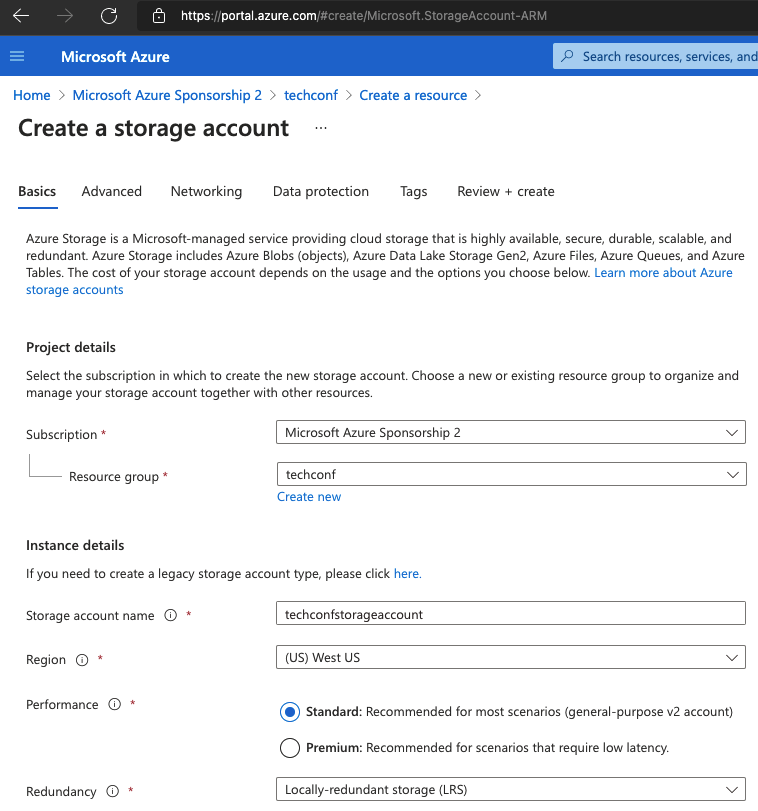 https://portal.azure.com/#create/Microsoft.StorageAccount-ARM
Microsoft Azure
Search resources, services, and
Home > Microsoft Azure Sponsorship 2 > techconf > Create a resource >
Create a storage account ...
Basics Advanced Networking Data protection Tags Review + create
Azure Storage is a Microsoft-managed service providing cloud storage that is highly available, secure, durable, scalable, and
redundant. Azure Storage includes Azure Blobs (objects), Azure Data Lake Storage Gen2, Azure Files, Azure Queues, and Azure
Tables. The cost of your storage account depends on the usage and the options you choose below. Learn more about Azure
storage accounts
Project details
Select the subscription in which to create the new storage account. Choose a new or existing resource group to organize and
manage your storage account together with other resources.
Subscription * Microsoft Azure Sponsorship 2
Resource group * techconf
Create new
Instance details
If you need to create a legacy storage account type, please click here.
Storage account name * techconfstorageaccount
Region * (US) West US
Performance * Standard: Recommended for most scenarios (general-purpose v2 account)
Premium: Recommended for scenarios that require low latency.
Redundancy * Locally-redundant storage (LRS)